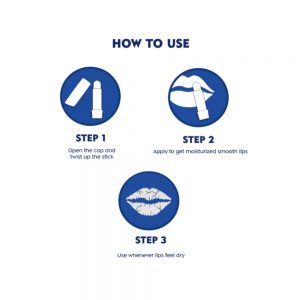 HOW TO USE
STEP 1
Open the cap and
twist up the stick
STEP 2
Apply to get moisturized smooth lips
STEP 3
Use whenever lips feel dry